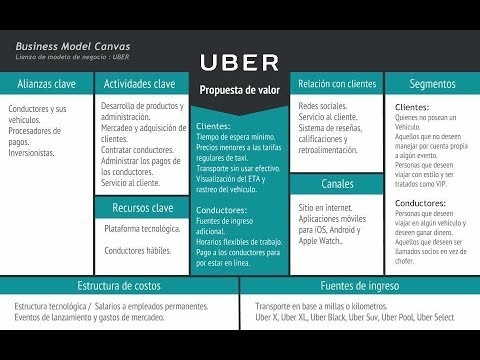 Business Model Canvas
Lienzo de modelo de negocio : UBER
UBER
Alianzas clave
Conductores y sus
vehículos.
Procesadores de
pagos.
Inversionistas.
Actividades clave
Desarrollo de productos y
administración.
Mercadeo y adquisición de
clientes.
Contratar conductores.
Administrar los pagos de
los conductores.
Servicio al cliente.
Recursos clave
Plataforma tecnológica.
Conductores hábiles.
Propuesta de valor
Clientes:
Tiempo de espera mínimo.
Precios menores a las tarifas
regulares de taxi.
Transporte sin usar efectivo.
Visualización del ETA y
rastreo del vehículo.
Conductores:
Fuentes de ingreso
adicional.
Horarios flexibles de trabajo.
Pago a los conductores para
por estar en línea.
Relación con clientes
Redes sociales.
Servicio al cliente.
Sistema de reseñas,
calificaciones y
retroalimentación.
Canales
Sitio en internet.
Aplicaciones móviles
para iOS, Android y
Apple Watch..
Segmentos
Clientes:
Quienes no posean un
Vehículo.
Aquellos que no deseen
manejar por cuenta propia
a algún evento.
Personas que deseen
viajar con estilo y ser
tratados como VIP.
Conductores:
Personas que deseen
viajar en algún vehículo y
deseen ganar dinero.
Aquellos que deseen ser
llamados socios en vez de
chofer.
Estructura de costos
Estructura tecnológica / Salarios a empleados permanentes.
Eventos de lanzamiento y gastos de mercadeo.
Fuentes de ingreso
Transporte en base a millas o kilometros.
Uber X, Uber XL, Uber Black, Uber Suv, Uber Pool, Uber Select